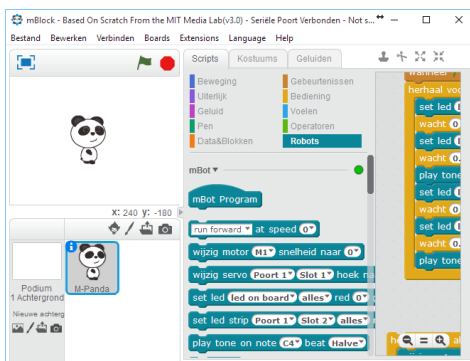 mBlock - Based On Scratch From the MIT Media Lab(v3.0) - Seriële Poort Verbonden - Not s...
Bestand Bewerken Verbinden Boards Extensions Language Help
Scripts Kostuums Geluiden
Beweging Gebeurtenissen
Uiterlijk Bediening
Geluid Voelen
Pen Operatoren
Data&Blokken Robots
mBot
mBot Program
run forward at speed 0
wijzig motor M1 snelheid naar 0
wijzig servo Poort 1 Slot 1 hoek
set led led on board alles red 0
set led strip Poort 1 Slot 2 alles
play tone on note C4 beat Halve
X: 240 y: -180
Podium
1 Achtergrond
Nieuwe achterg
i
M-Panda
wanneer
herhaal voo
set led
wacht 0
set led
wacht 0.
play tone
set led
wacht 0
set led
wacht 0.
play tone
he